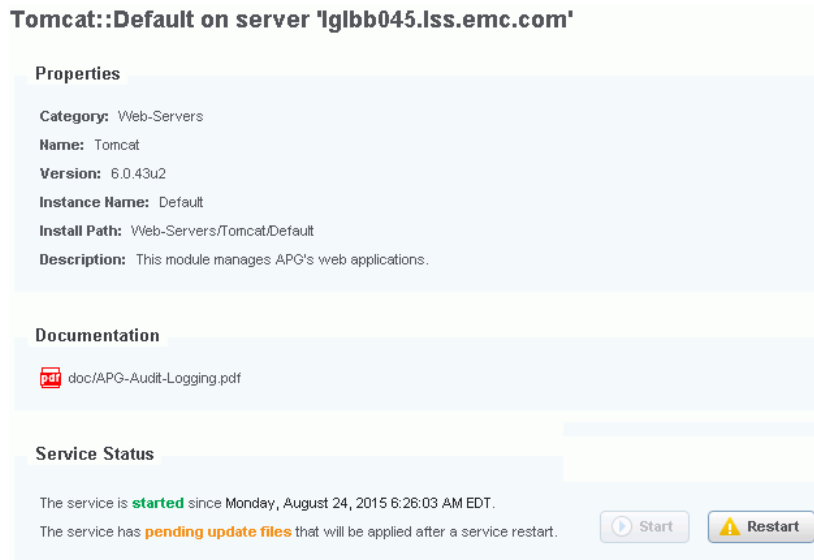 Tomcat::Default on server 'lglbb045.lss.emc.com'
Properties
Category: Web-Servers
Name: Tomcat
Version: 6.0.43u2
Instance Name: Default
Install Path: Web-Servers/Tomcat/Default
Description: This module manages APG's web applications.
Documentation
pdf doc/APG-Audit-Logging.pdf
Service Status
The service is started since Monday, August 24, 2015 6:26:03 AM EDT.
The service has pending update files that will be applied after a service restart. Start Restart